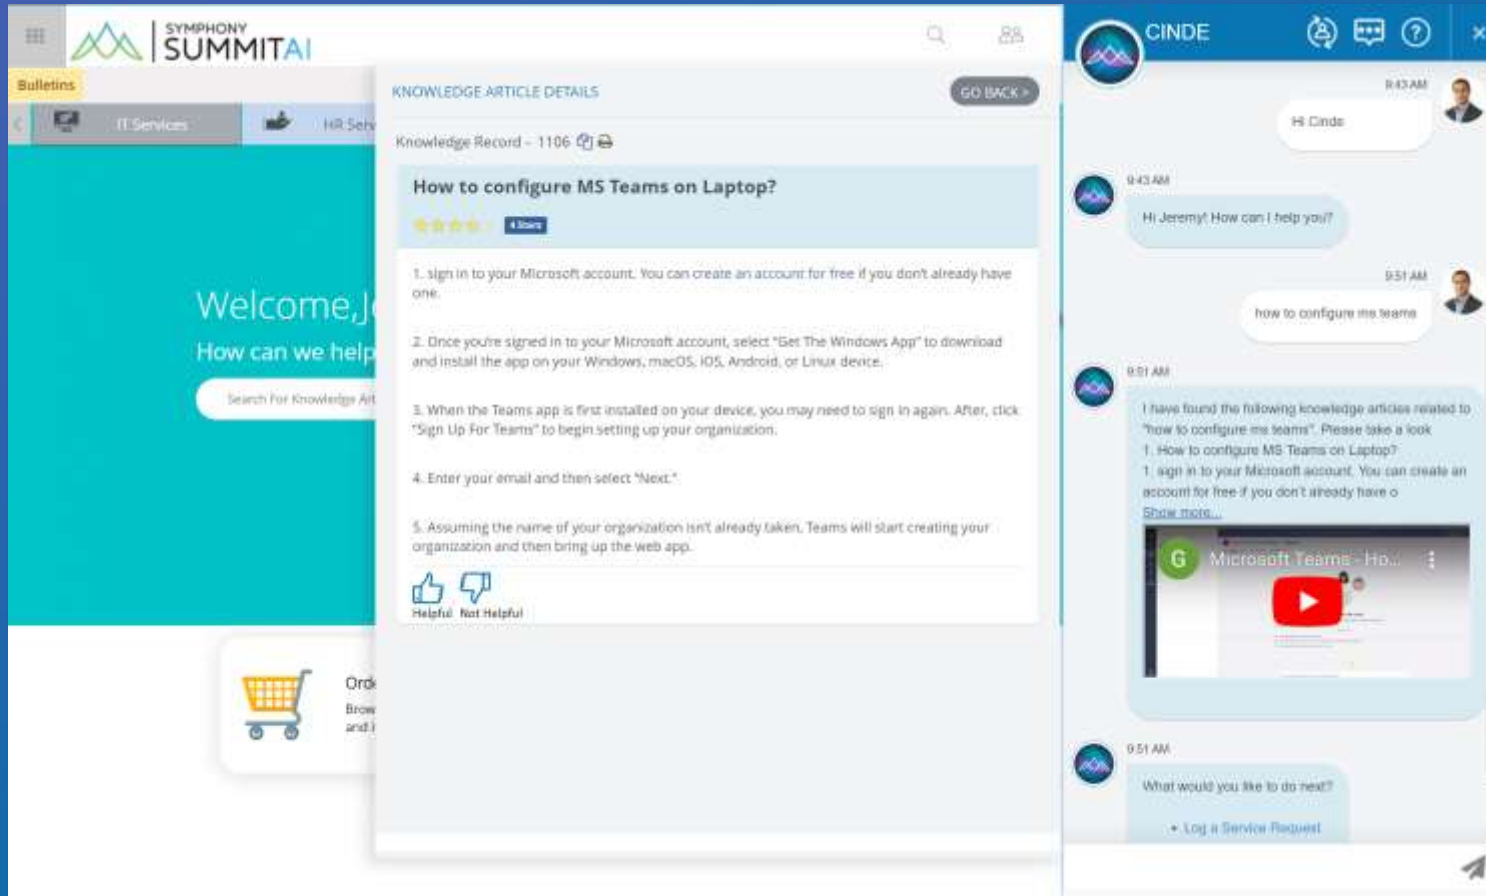 SYMPHONY
SUMMITAI
Bulletins
IT Services
HR Serv
Welcome,Je
How can we help
Search For Knowledge Art
Orde
Brow
and i
KNOWLEDGE ARTICLE DETAILS
GO BACK >
Knowledge Record - 1106
How to configure MS Teams on Laptop?
4 Stars
1. sign in to your Microsoft account. You can create an account for free if you don't already have
one.
2. Once you're signed in to your Microsoft account, select "Get The Windows App" to download
and install the app on your Windows, macOS, iOS, Android, or Linux device.
3. When the Teams app is first installed on your device, you may need to sign in again. After, click
"Sign Up For Teams" to begin setting up your organization.
4. Enter your email and then select "Next."
5. Assuming the name of your organization isn't already taken, Teams will start creating your
organization and then bring up the web app.
Helpful Not Helpful
CINDE
9:43 AM
Hi Cinde
9:43 AM
Hi Jeremy! How can I help you?
9:51 AM
how to configure ms teams
9:51 AM
I have found the following knowledge articles related to
"how to configure ms teams". Please take a look
1. How to configure MS Teams on Laptop?
1. sign in to your Microsoft account. You can create an
account for free if you don't already have o
Show more...
G Microsoft Teams - Ho...
9:51 AM
What would you like to do next?
• Log a Service Request